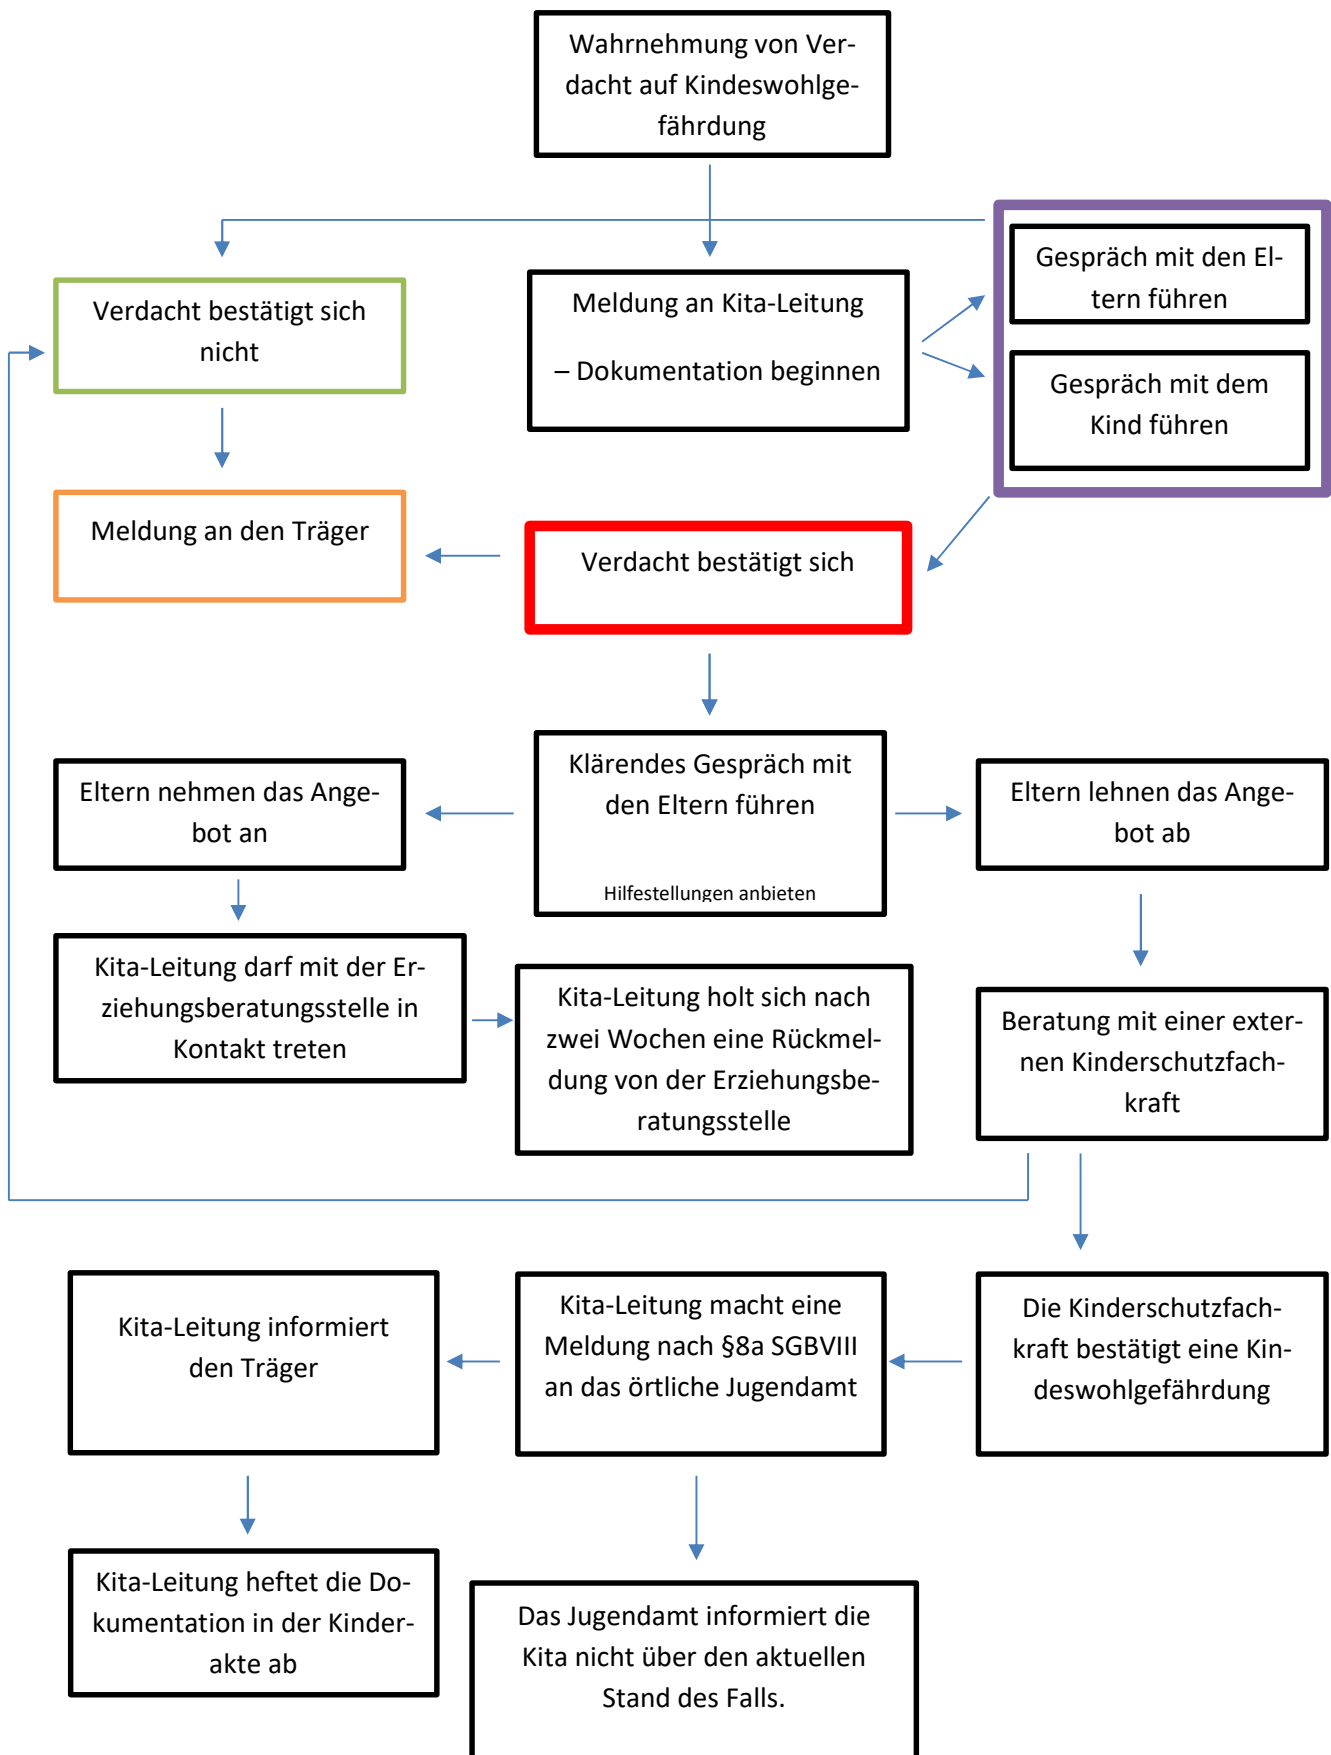 Wahrnehmung von Ver-
dacht auf Kindeswohlge-
fährdung
Gespräch mit den El-
tern führen
Verdacht bestätigt sich
nicht
Meldung an Kita-Leitung
– Dokumentation beginnen
Gespräch mit dem
Kind führen
Meldung an den Träger
Verdacht bestätigt sich
Klärendes Gespräch mit
den Eltern führen
Hilfestellungen anbieten
Eltern nehmen das Ange-
bot an
Eltern lehnen das Ange-
bot ab
Kita-Leitung darf mit der Er-
ziehungsberatungsstelle in
Kontakt treten
Kita-Leitung holt sich nach
zwei Wochen eine Rückmel-
dung von der Erziehungsbe-
ratungsstelle
Beratung mit einer exter-
nen Kinderschutzfach-
kraft
Kita-Leitung informiert
den Träger
Kita-Leitung macht eine
Meldung nach §8a SGBVIII
an das örtliche Jugendamt
Die Kinderschutzfach-
kraft bestätigt eine Kin-
deswohlgefährdung
Kita-Leitung heftet die Do-
kumentation in der Kinder-
akte ab
Das Jugendamt informiert die
Kita nicht über den aktuellen
Stand des Falls.